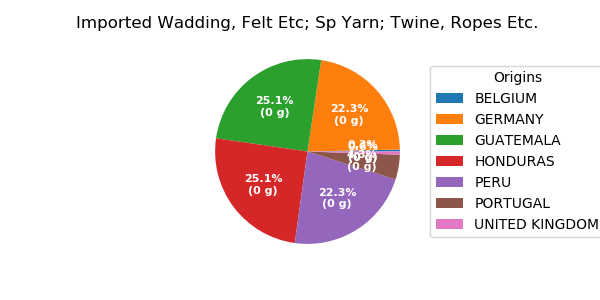 Imported Wadding, Felt Etc; Sp Yarn; Twine, Ropes Etc.
25.1%
(0 g)
22.3%
(0 g)
25.1%
(0 g)
22.3%
(0 g)
(0 g)
Origins
BELGIUM
GERMANY
GUATEMALA
HONDURAS
PERU
PORTUGAL
UNITED KINGDOM